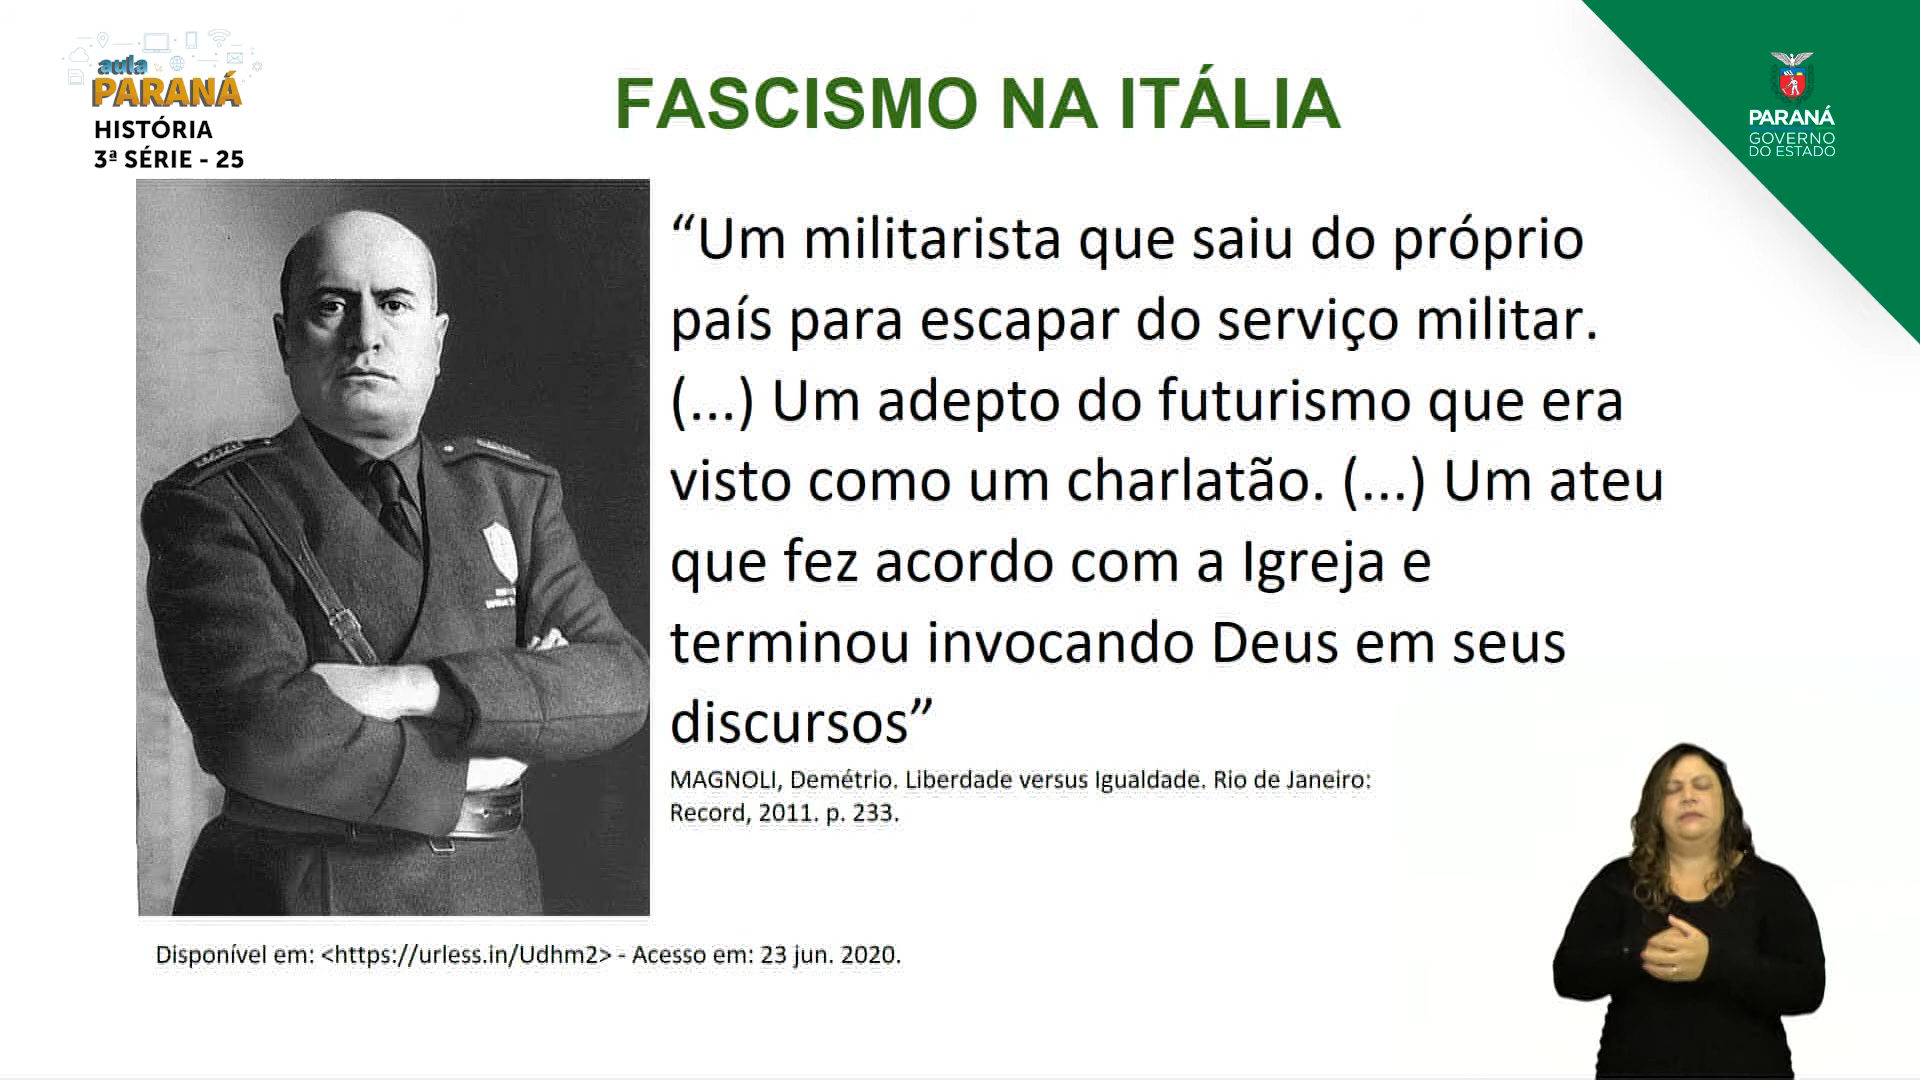 aula
PARANÁ
HISTÓRIA
3ª SÉRIE - 25
FASCISMO NA ITÁLIA
PARANÁ
GOVERNO
DO ESTADO
“Um militarista que saiu do próprio
país para escapar do serviço militar.
(...) Um adepto do futurismo que era
visto como um charlatão. (...) Um ateu
que fez acordo com a Igreja e
terminou invocando Deus em seus
discursos”
MAGNOLI, Demétrio. Liberdade versus Igualdade. Rio de Janeiro:
Record, 2011. p. 233.
Disponível em: <https://urless.in/Udhm2> - Acesso em: 23 jun. 2020.